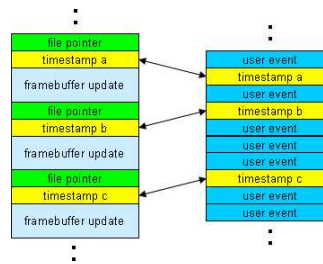 file pointer
timestamp a
framebuffer update
file pointer
timestamp b
framebuffer update
file pointer
timestamp c
framebuffer update
user event
timestamp a
user event
timestamp b
user event
user event
user event
timestamp c
user event
user event